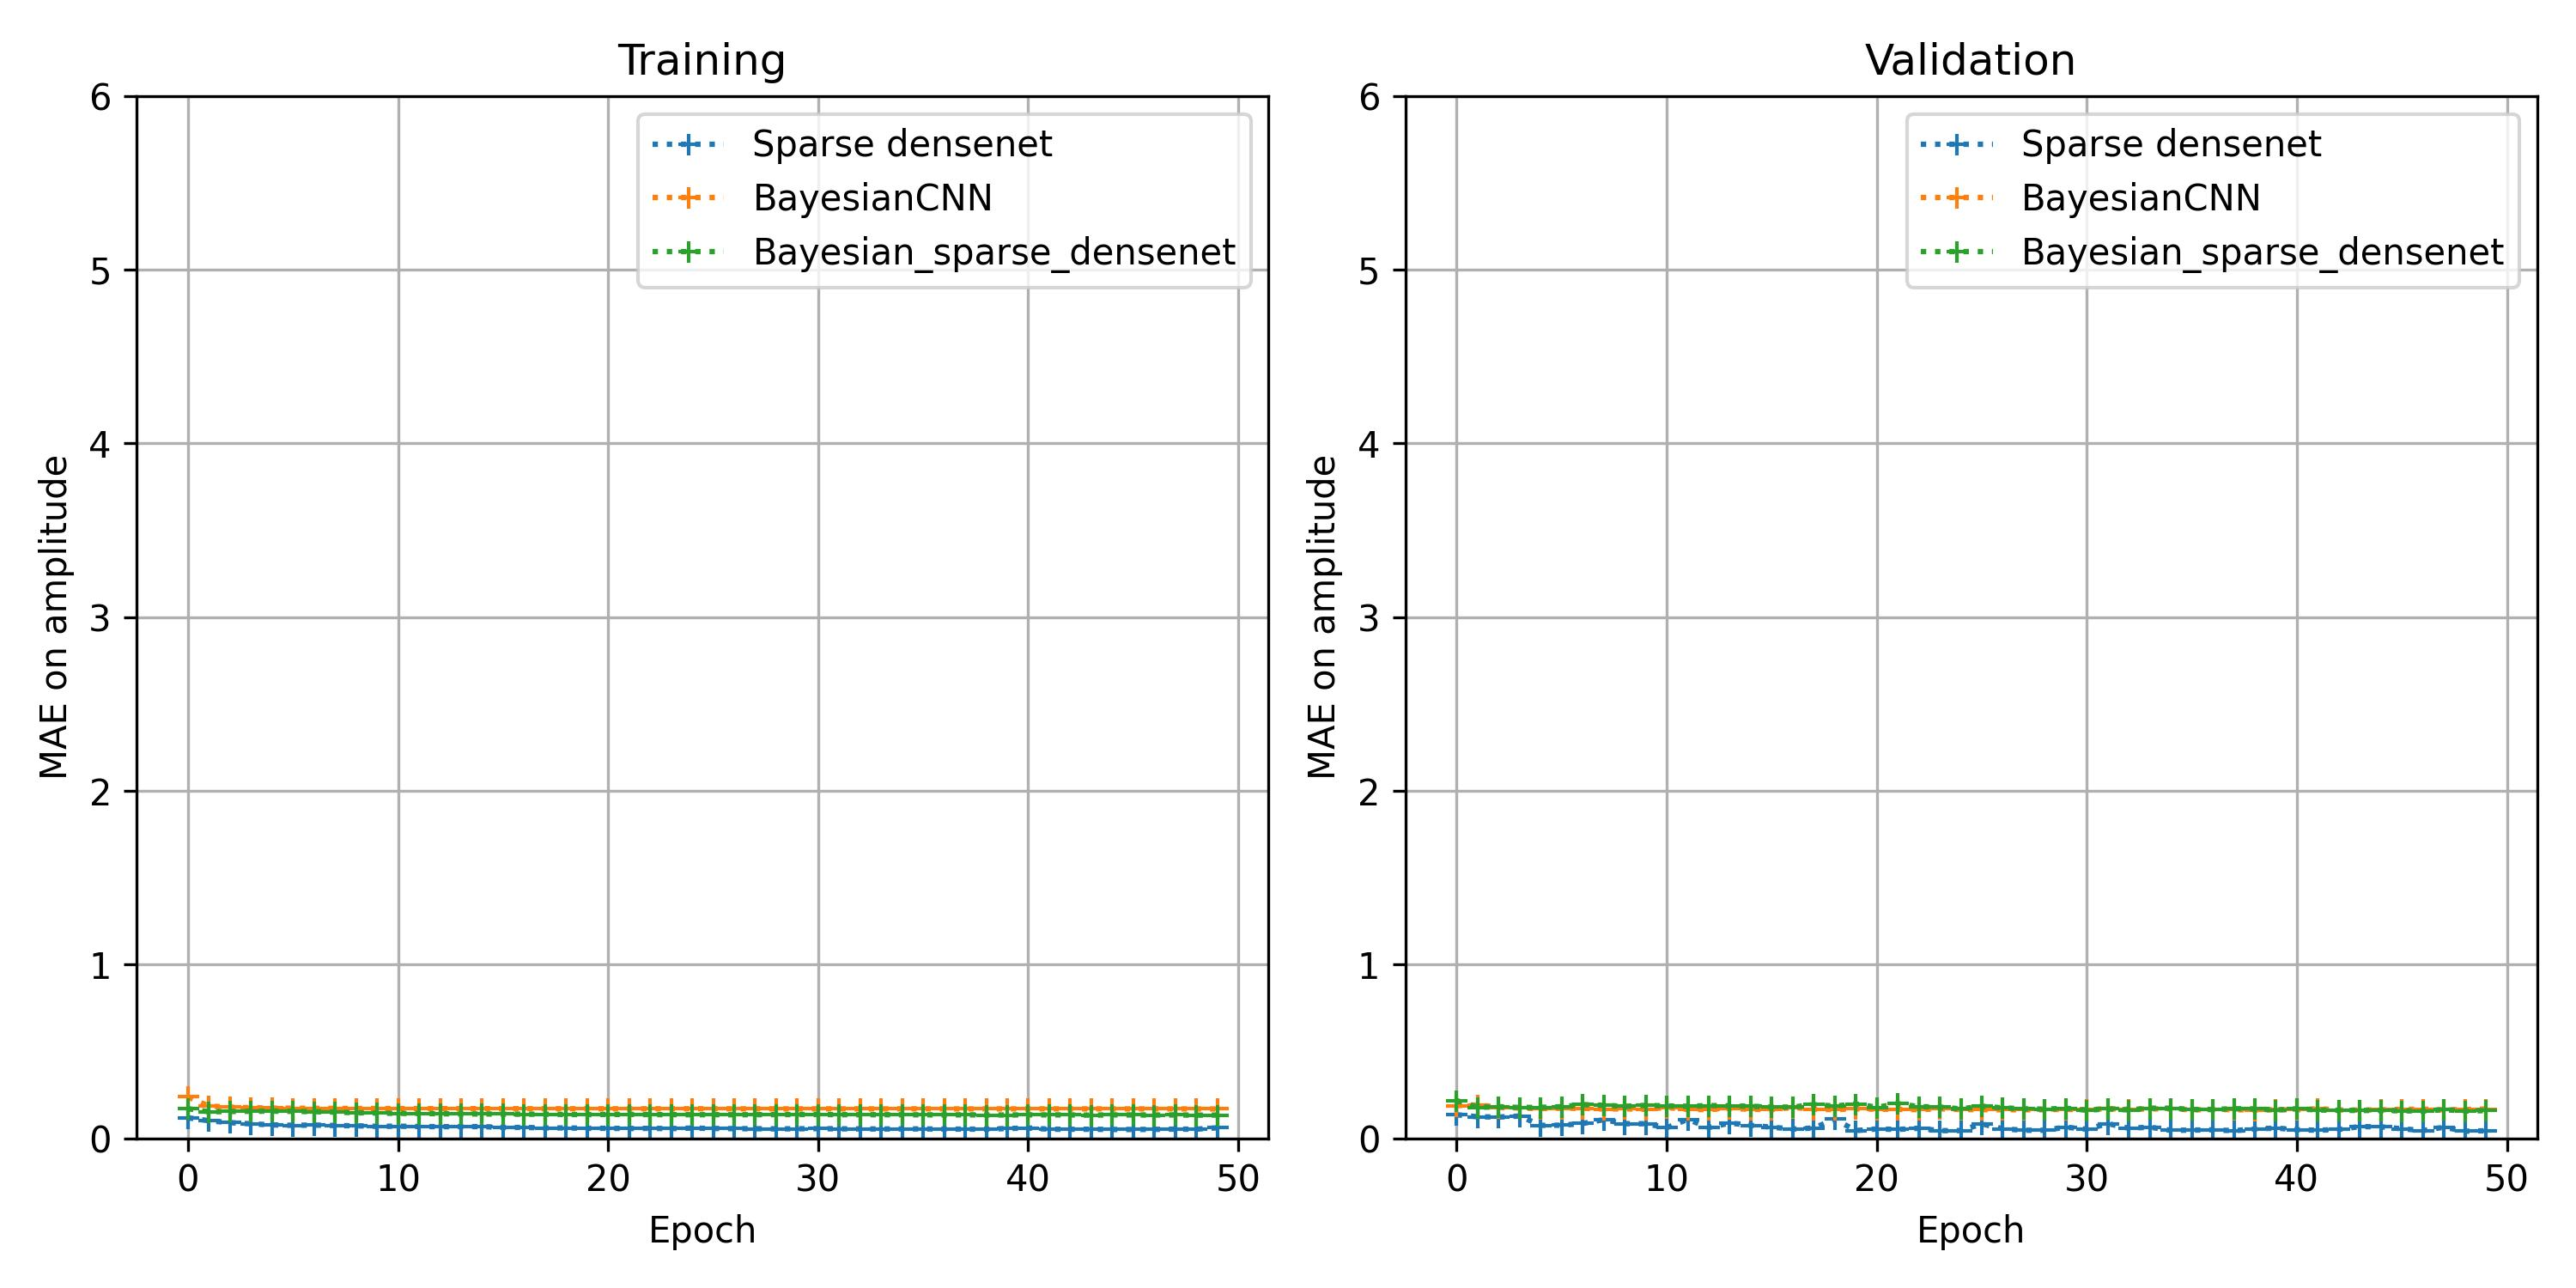 Training
6
5
4
3
2
1
0
MAE on amplitude
Sparse densenet
BayesianCNN
Bayesian_sparse_densenet
0 10 20 30 40 50
Epoch
Validation
6
5
4
3
2
1
0
MAE on amplitude
Sparse densenet
BayesianCNN
Bayesian_sparse_densenet
0 10 20 30 40 50
Epoch